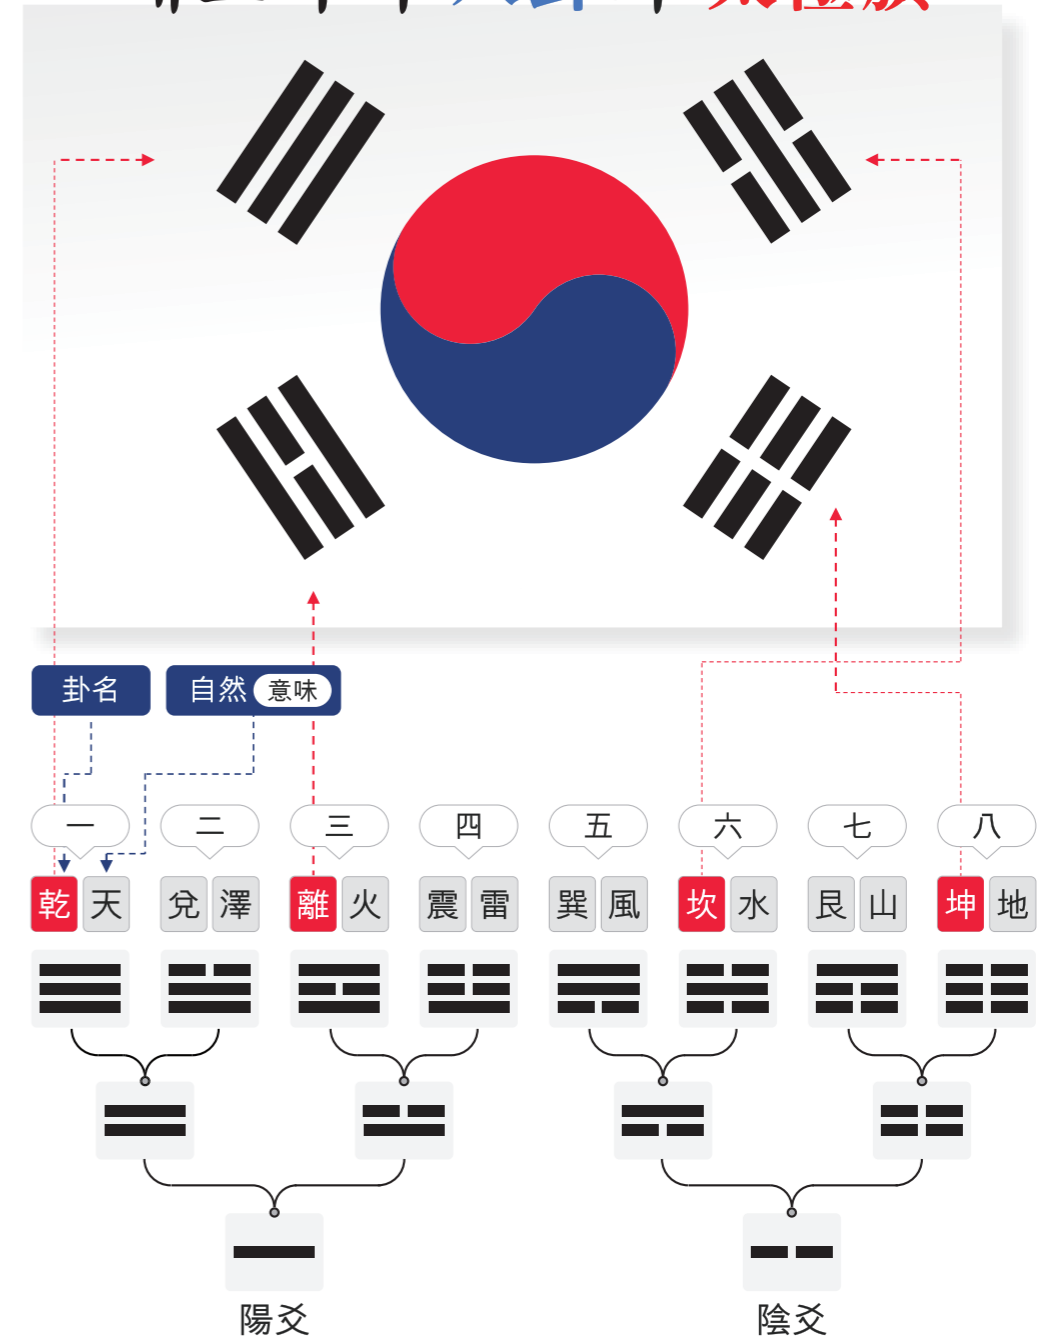 卦名 自然 意味
一 二 三 四 五 六 七 八
乾 天 兌 澤 離 火 震 雷 巽 風 坎 水 艮 山 坤 地
陽爻 陰爻